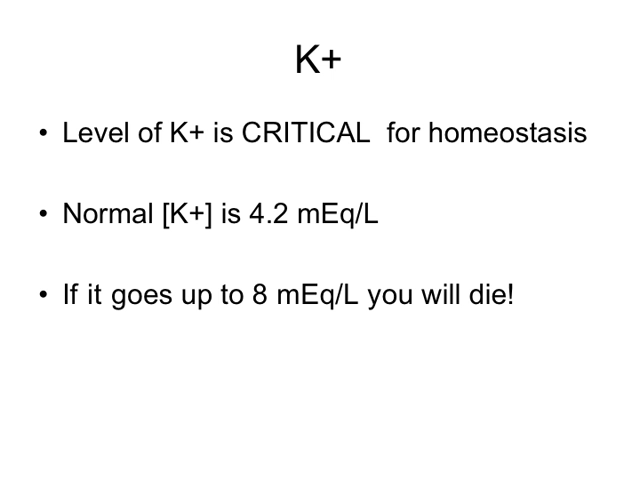 K+
• Level of K+ is CRITICAL  for homeostasis
• Normal [K+] is 4.2 mEq/L
• If it goes up to 8 mEq/L you will die!